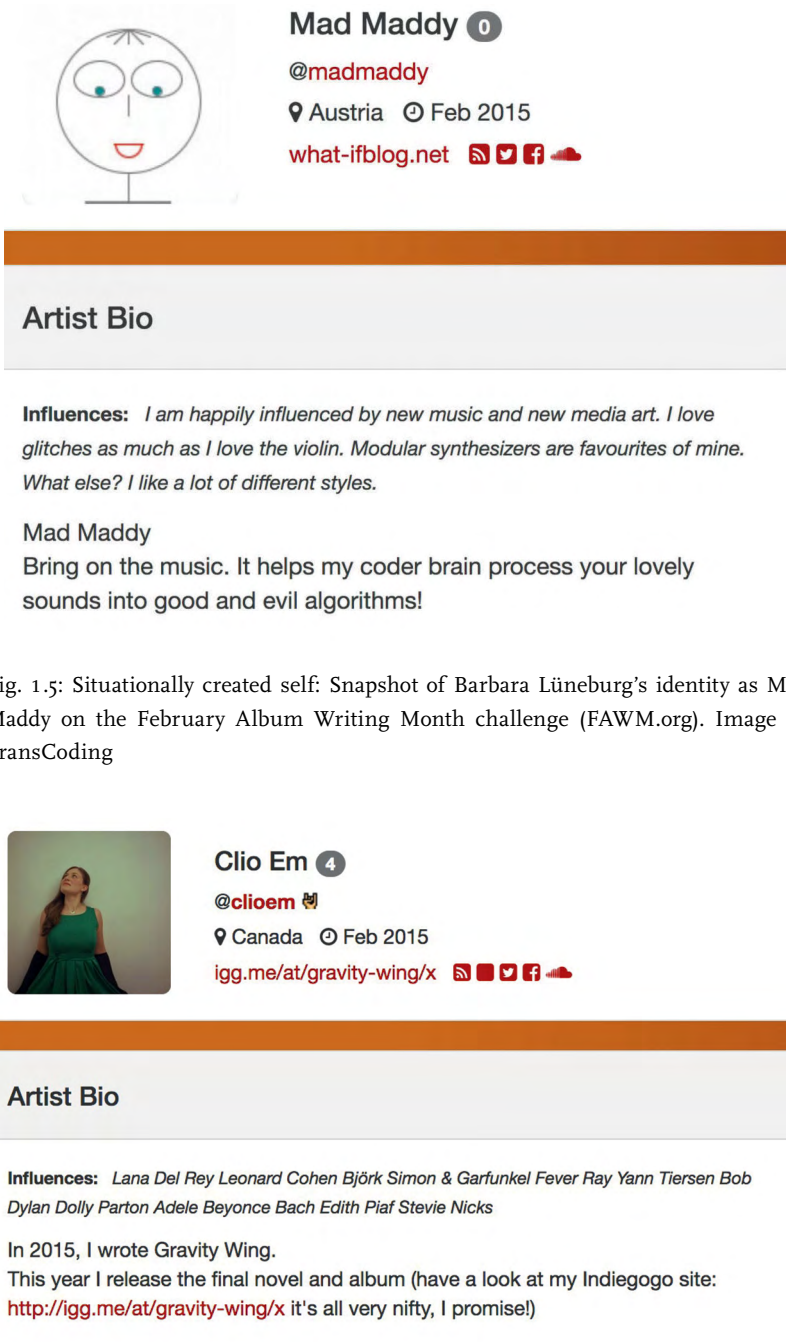 Mad Maddy 0
@madmaddy
Austria Feb 2015
what-ifblog.net
Artist Bio
Influences: I am happily influenced by new music and new media art. I love
glitches as much as I love the violin. Modular synthesizers are favourites of mine.
What else? I like a lot of different styles.
Mad Maddy
Bring on the music. It helps my coder brain process your lovely
sounds into good and evil algorithms!
ig. 1.5: Situationally created self: Snapshot of Barbara Lüneburg's identity as M
Maddy on the February Album Writing Month challenge (FAWM.org). Image
ransCoding
Clio Em 4
@clioem
Canada Feb 2015
igg.me/at/gravity-wing/x
Artist Bio
Influences: Lana Del Rey Leonard Cohen Björk Simon & Garfunkel Fever Ray Yann Tiersen Bob
Dylan Dolly Parton Adele Beyonce Bach Edith Piaf Stevie Nicks
In 2015, I wrote Gravity Wing.
This year I release the final novel and album (have a look at my Indiegogo site:
http://igg.me/at/gravity-wing/x it's all very nifty, I promise!)